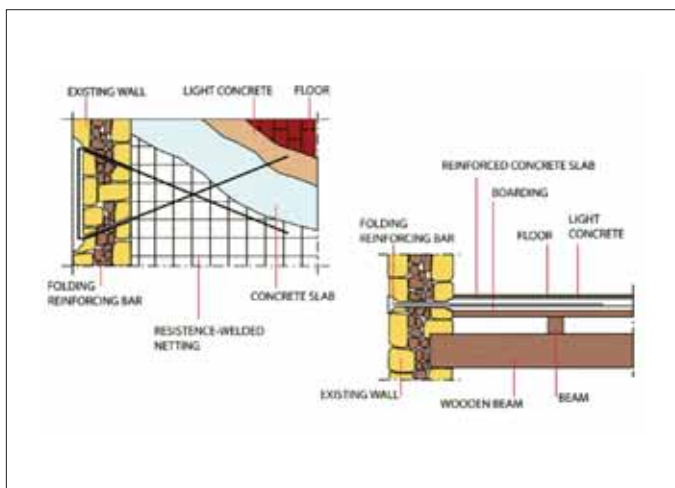 EXISTING WALL
LIGHT CONCRETE
FLOOR
FOLDING
REINFORCING BAR
CONCRETE SLAB
RESISTENCE-WELDED
NETTING
REINFORCED CONCRETE SLAB
BOARDING
FOLDING
REINFORCING BAR
FLOOR
LIGHT
CONCRETE
EXISTING WALL
WOODEN BEAM
BEAM